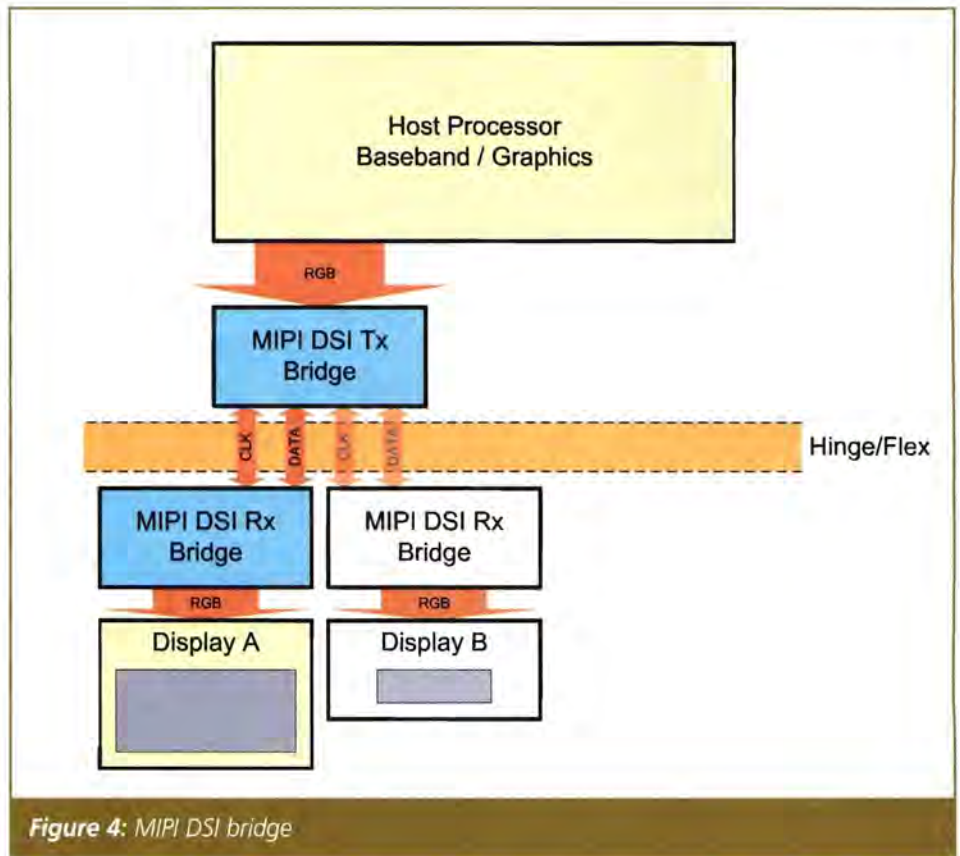 Host Processor
Baseband / Graphics
RGB
MIPI DSI Tx
Bridge
CLK
DATA
CLK
DATA
Hinge/Flex
MIPI DSI Rx
Bridge
MIPI DSI Rx
Bridge
RGB
RGB
Display A
Display B
Figure 4: MIPI DSI bridge